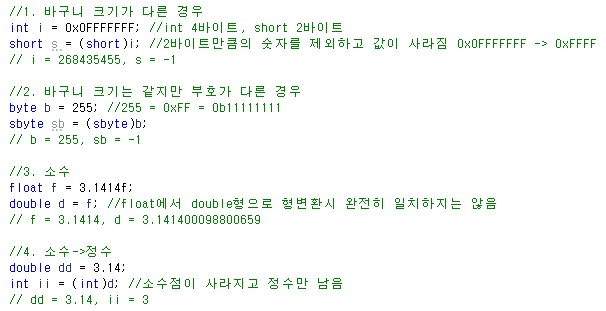 //1. 바구니 크기가 다른 경우
int i = 0x0FFFFFFF; //int 4바이트, short 2바이트
short s = (short)i; //2바이트만큼의 숫자를 제외하고 값이 사라짐 0x0FFFFFFF -> 0xFFFF
// i = 268435455, s = -1
//2. 바구니 크기는 같지만 부호가 다른 경우
byte b = 255; //255 = 0xFF = 0b11111111
sbyte sb = (sbyte)b;
// b = 255, sb = -1
//3. 소수
float f = 3.1414f;
double d = f; //float에서 double형으로 형변환시 완전히 일치하지는 않음
// f = 3.1414, d = 3.141400098800659
//4. 소수->정수
double dd = 3.14;
int ii = (int)d; //소수점이 사라지고 정수만 남음
// dd = 3.14, ii = 3